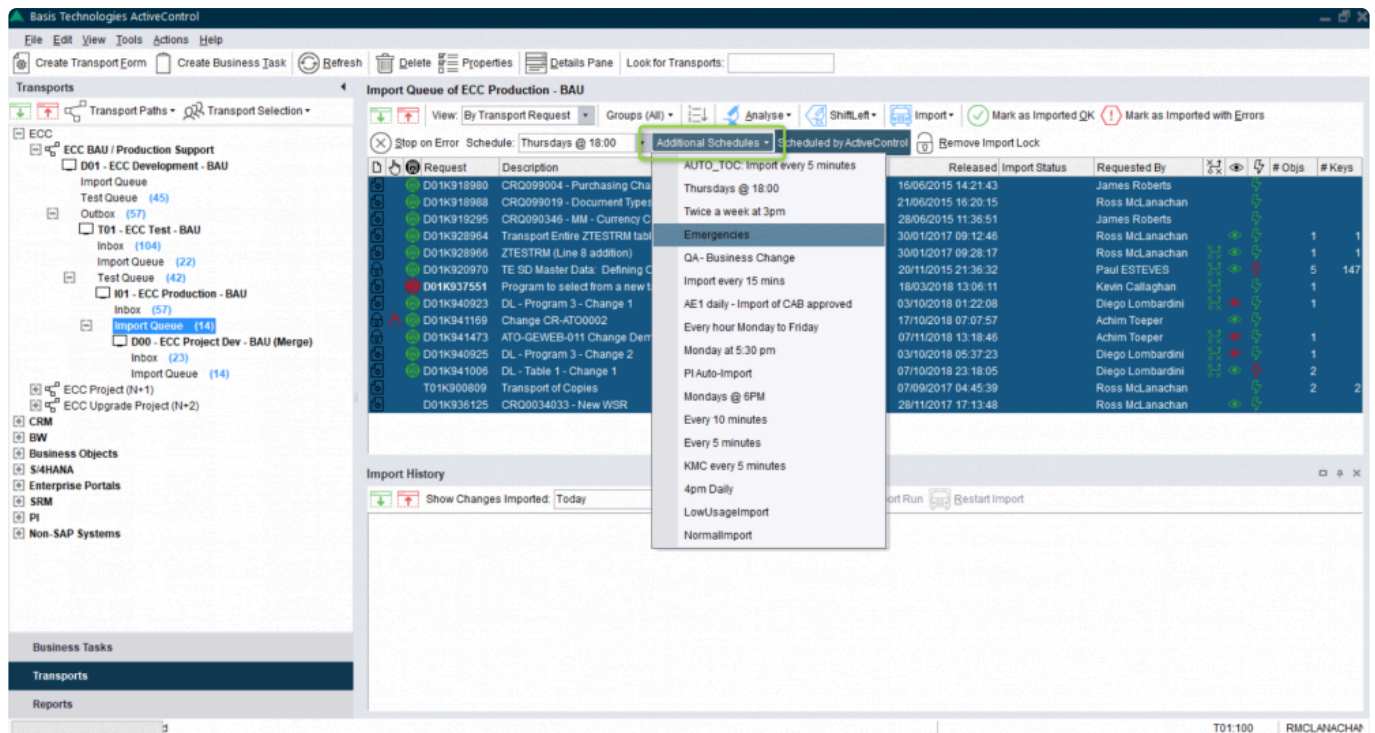 Basis Technologies ActiveControl
File Edit View Tools Actions Help
Create Transport Form Create Business Task Refresh Delete Properties Details Pane Look for Transports:
Transports
Transport Paths Transport Selection
ECC
ECC BAU / Production Support
D01 - ECC Development - BAU
Import Queue
Test Queue (45)
Outbox (57)
T01 - ECC Test - BAU
Inbox (104)
Import Queue (22)
Test Queue (42)
I01 - ECC Production - BAU
Inbox (57)
Import Queue (14)
D00 - ECC Project Dev - BAU (Merge)
Inbox (23)
Import Queue (14)
ECC Project (N+1)
ECC Upgrade Project (N+2)
CRM
BW
Business Objects
S/4HANA
Enterprise Portals
SRM
PI
Non-SAP Systems
Business Tasks
Transports
Reports
Import Queue of ECC Production - BAU
View: By Transport Request Groups (All) Analyse ShiftLeft Import Mark as Imported OK Mark as Imported with Errors
Stop on Error Schedule: Thursdays @ 18:00 Additional Schedules Scheduled by ActiveControl Remove Import Lock
Request Description Released Import Status Requested By # Objs # Keys
D01K918980 CRQ099004 - Purchasing Cha 16/06/2015 14:21:43 James Roberts
D01K918988 CRQ099019 - Document Types 21/06/2015 16:20:15 Ross McLanachan
D01K919295 CRQ090346 - MM - Currency C 28/06/2015 11:36:51 James Roberts
D01K928964 Transport Entire ZTESTRM tabl 30/01/2017 09:12:46 Ross McLanachan 1 1
D01K928966 ZTESTRM (Line 8 addition) 30/01/2017 09:28:17 Ross McLanachan 1 1
D01K920970 TE SD Master Data: Defining C 20/11/2015 21:36:32 Paul ESTEVES 5 147
D01K937551 Program to select from a new t 18/03/2018 13:06:11 Kevin Callaghan 1
D01K940923 DL - Program 3 - Change 1 03/10/2018 01:22:08 Diego Lombardini 1
D01K941169 Change CR-ATO0002 17/10/2018 07:07:57 Achim Toeper
D01K941473 ATO-GEWEB-011 Change Dem 07/11/2018 13:18:46 Achim Toeper 1
D01K940925 DL - Program 3 - Change 2 03/10/2018 05:37:23 Diego Lombardini 1
D01K941006 DL - Table 1 - Change 1 07/10/2018 23:18:05 Diego Lombardini 2
T01K900809 Transport of Copies 07/09/2017 04:45:39 Ross McLanachan 2 2
D01K936125 CRQ0034033 - New WSR 28/11/2017 17:13:48 Ross McLanachan
AUTO_TOC: Import every 5 minutes
Thursdays @ 18:00
Twice a week at 3pm
Emergencies
QA - Business Change
Import every 15 mins
AE1 daily - Import of CAB approved
Every hour Monday to Friday
Monday at 5:30 pm
PI Auto-Import
Mondays @ 6PM
Every 10 minutes
Every 5 minutes
KMC every 5 minutes
4pm Daily
LowUsageImport
NormalImport
Import History
Show Changes Imported: Today ort Run Restart Import
T01:100 RMCLANACHAN